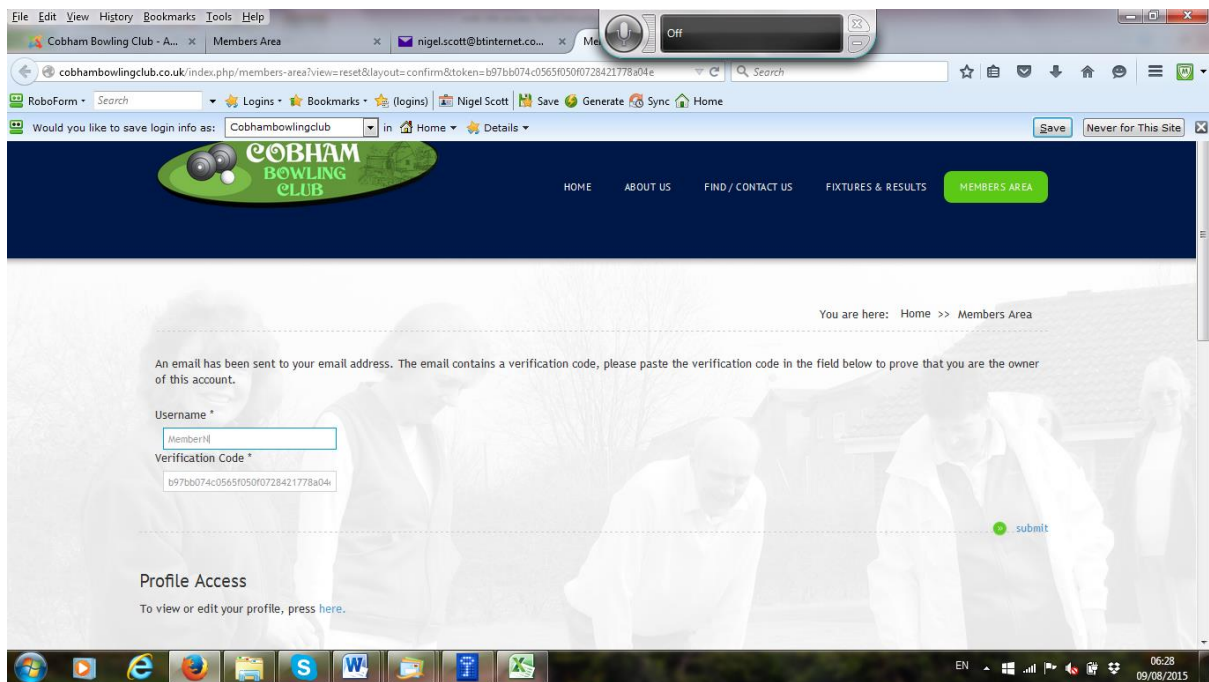 File Edit View History Bookmarks Tools Help
Cobham Bowling Club - A... × Members Area × nigel.scott@btinternet.co... × Me
Off
cobhambowlingclub.co.uk/index.php/members-area?view=reset&layout=confirm&token=b97bb074c0565f050f0728421778a04e Search
RoboForm Search Logins Bookmarks (logins) Nigel Scott Save Generate Sync Home
Would you like to save login info as: Cobhambowlingclub in Home Details Save Never for This Site
COBHAM
BOWLING
CLUB
HOME ABOUT US FIND / CONTACT US FIXTURES & RESULTS MEMBERS AREA
You are here: Home >> Members Area
An email has been sent to your email address. The email contains a verification code, please paste the verification code in the field below to prove that you are the owner
of this account.
Username *
MemberN
Verification Code *
b97bb074c0565f050f0728421778a04e
submit
Profile Access
To view or edit your profile, press here.
EN 06:28
09/08/2015